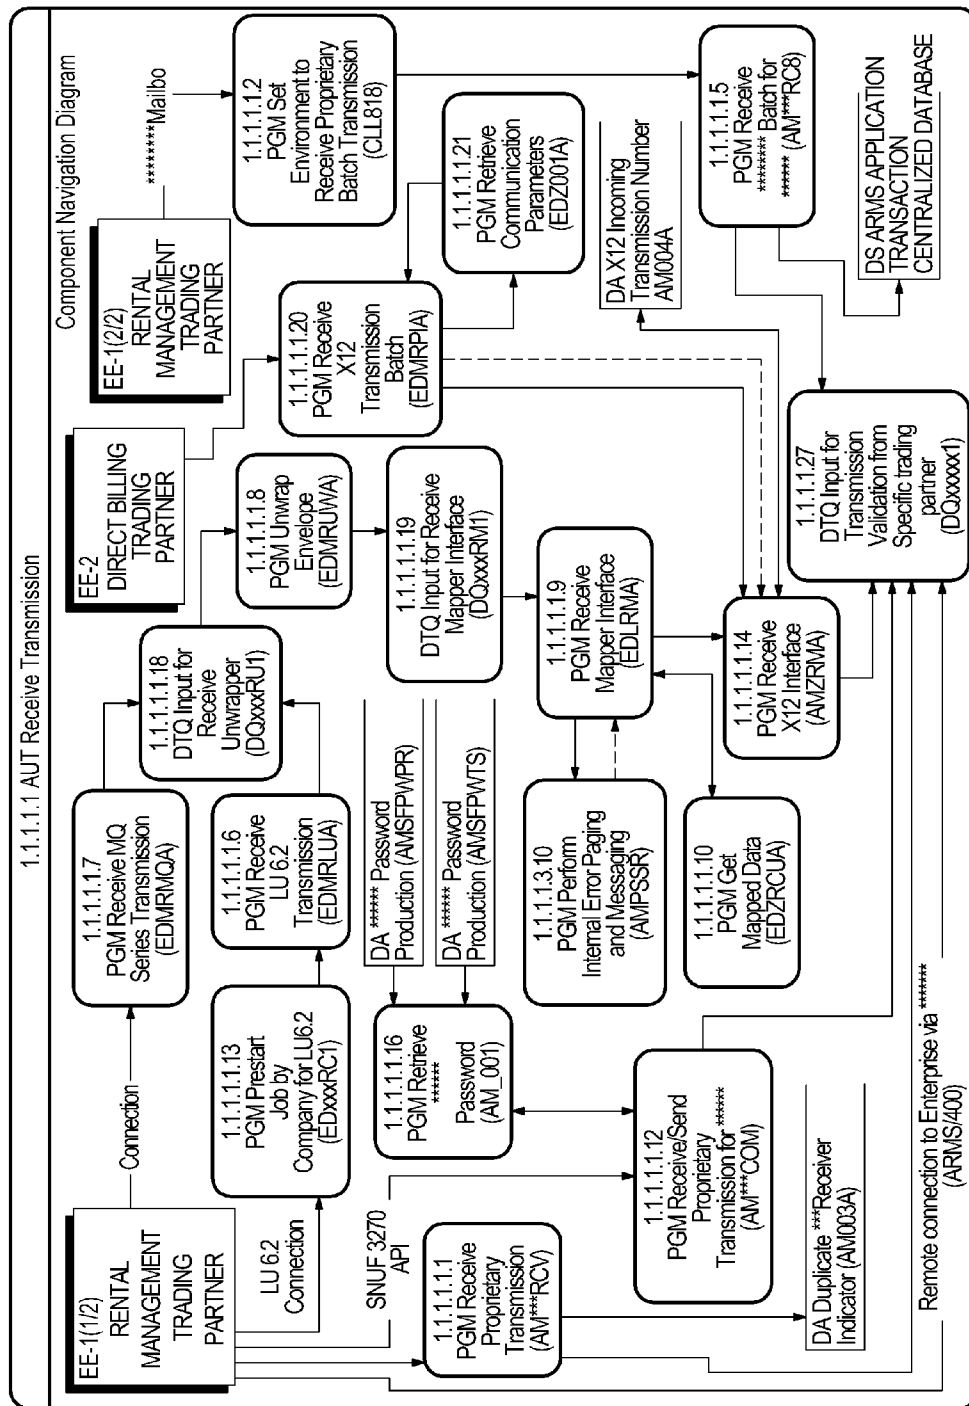 1.1.1.1.1 AUT Receive Transmission
Component Navigation Diagram
EE-1(1/2)
RENTAL
MANAGEMENT
TRADING
PARTNER
Connection
1.1.1.1.1.7
PGM Receive MQ
Series Transmission
(EDMRMQA)
1.1.1.1.1.18
DTQ Input for
Receive
Unwrapper
(DQxxxRU1)
EE-2
DIRECT BILLING
TRADING
PARTNER
EE-1(2/2)
RENTAL
MANAGEMENT
TRADING
PARTNER
*********Mailbo
LU 6.2
Connection
1.1.1.1.1.13
PGM Prestart
Job by
Company for LU6.2
(EDxxxRC1)
1.1.1.1.1.6
PGM Receive
LU 6.2
Transmission
(EDMRLUA)
1.1.1.1.1.8
PGM Unwrap
Envelope
(EDMRUWA)
1.1.1.1.1.20
PGM Receive
X12
Transmission
Batch
(EDMRPIA)
1.1.1.1.1.2
PGM Set
Environment to
Receive Proprietary
Batch Transmission
(CLL818)
SNUF 3270
API
DA ****** Password
Production (AMSFPWPR)
DA ****** Password
Production (AMSFPWTS)
1.1.1.1.1.16
PGM Retrieve
******
Password
(AM_001)
1.1.1.1.1.19
DTQ Input for Receive
Mapper Interface
(DQxxxRM1)
1.1.1.1.1.21
PGM Retrieve
Communication
Parameters
(EDZ001A)
1.1.1.1.1.1
PGM Receive
Proprietary
Transmission
(AM***RCV)
1.1.1.1.3.10
PGM Perform
Internal Error Paging
and Messaging
(AMPSSR)
1.1.1.1.1.9
PGM Receive
Mapper Interface
(EDLRMA)
DA X12 Incoming
Transmission Number
AM004A
1.1.1.1.1.5
PGM Receive
******** Batch for
****** (AM***RC8)
1.1.1.1.1.12
PGM Receive/Send
Proprietary
Transmission for ******
(AM***COM)
1.1.1.1.1.10
PGM Get
Mapped Data
(EDZRCUA)
1.1.1.1.1.14
PGM Receive
X12 Interface
(AMZRMA)
1.1.1.1.27
DTQ Input for
Transmission
Validation from
Specific trading
partner
(DQxxxxx1)
DS ARMS APPLICATION
TRANSACTION
CENTRALIZED DATABASE
DA Duplicate ***Receiver
Indicator (AM003A)
Remote connection to Enterprise via *******
(ARMS/400)